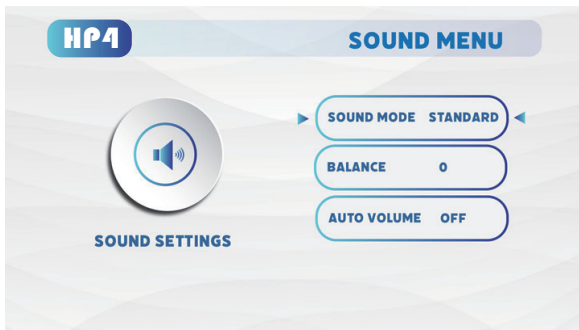 HP4
SOUND MENU
SOUND MODE STANDARD
BALANCE 0
AUTO VOLUME OFF
SOUND SETTINGS